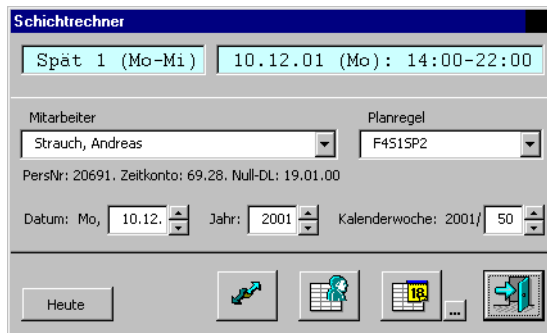 Schichtrechner
Spät 1 (Mo-Mi) 10.12.01 (Mo): 14:00-22:00
Mitarbeiter Planregel
Strauch, Andreas F4S1SP2
PersNr: 20691. Zeitkonto: 69.28. Null-DL: 19.01.00
Datum: Mo, 10.12. Jahr: 2001 Kalenderwoche: 2001/ 50
Heute 18 ...